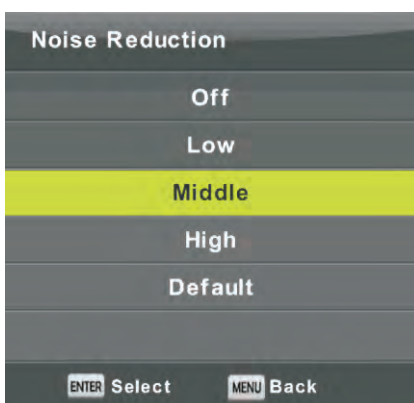 Noise Reduction
Off
Low
Middle
High
Default
ENTER Select MENU Back